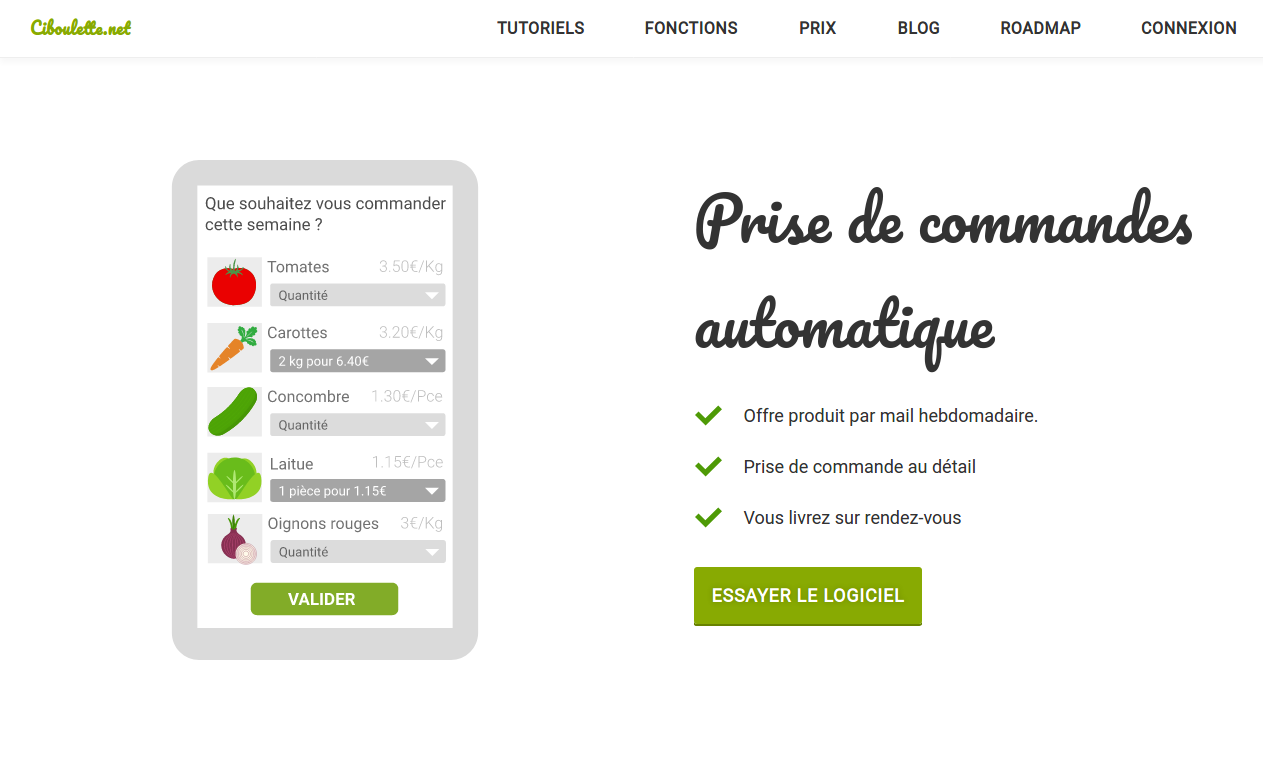 Ciboulette.net
TUTORIELS FONCTIONS PRIX BLOG ROADMAP CONNEXION
Que souhaitez vous commander
cette semaine ?
Tomates 3.50€/Kg
Quantité
Carottes 3.20€/Kg
2 kg pour 6.40€
Concombre 1.30€/Pce
Quantité
Laitue 1.15€/Pce
1 pièce pour 1.15€
Oignons rouges 3€/Kg
Quantité
VALIDER
Prise de commandes
automatique
Offre produit par mail hebdomadaire.
Prise de commande au détail
Vous livrez sur rendez-vous
ESSAYER LE LOGICIEL